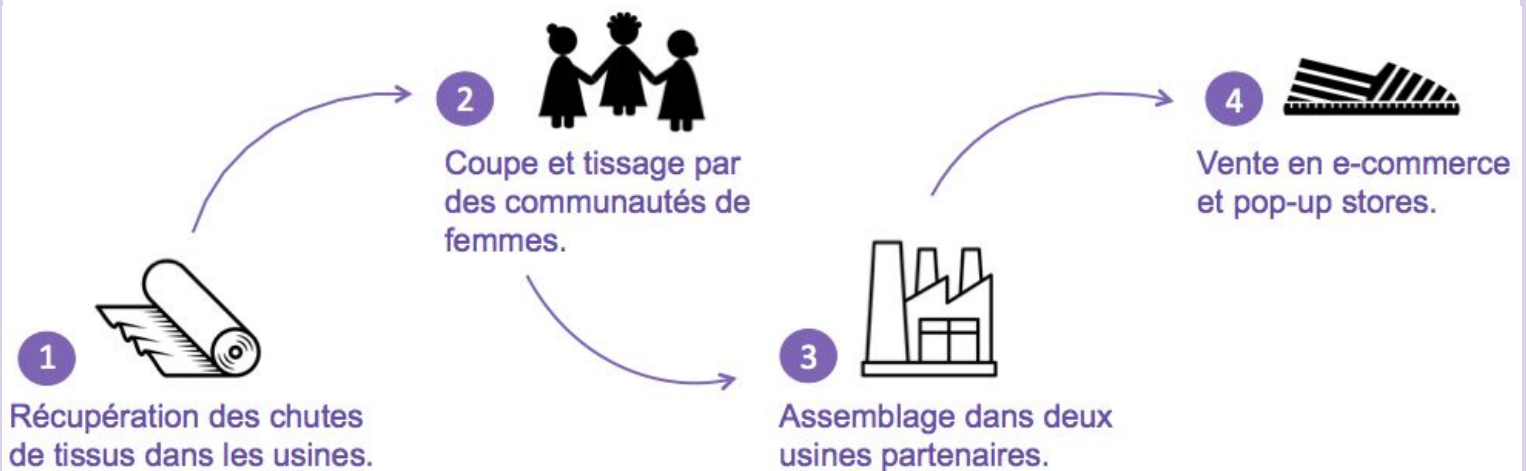 1
Récupération des chutes
de tissus dans les usines.
2
Coupe et tissage par
des communautés de
femmes.
3
Assemblage dans deux
usines partenaires.
4
Vente en e-commerce
et pop-up stores.